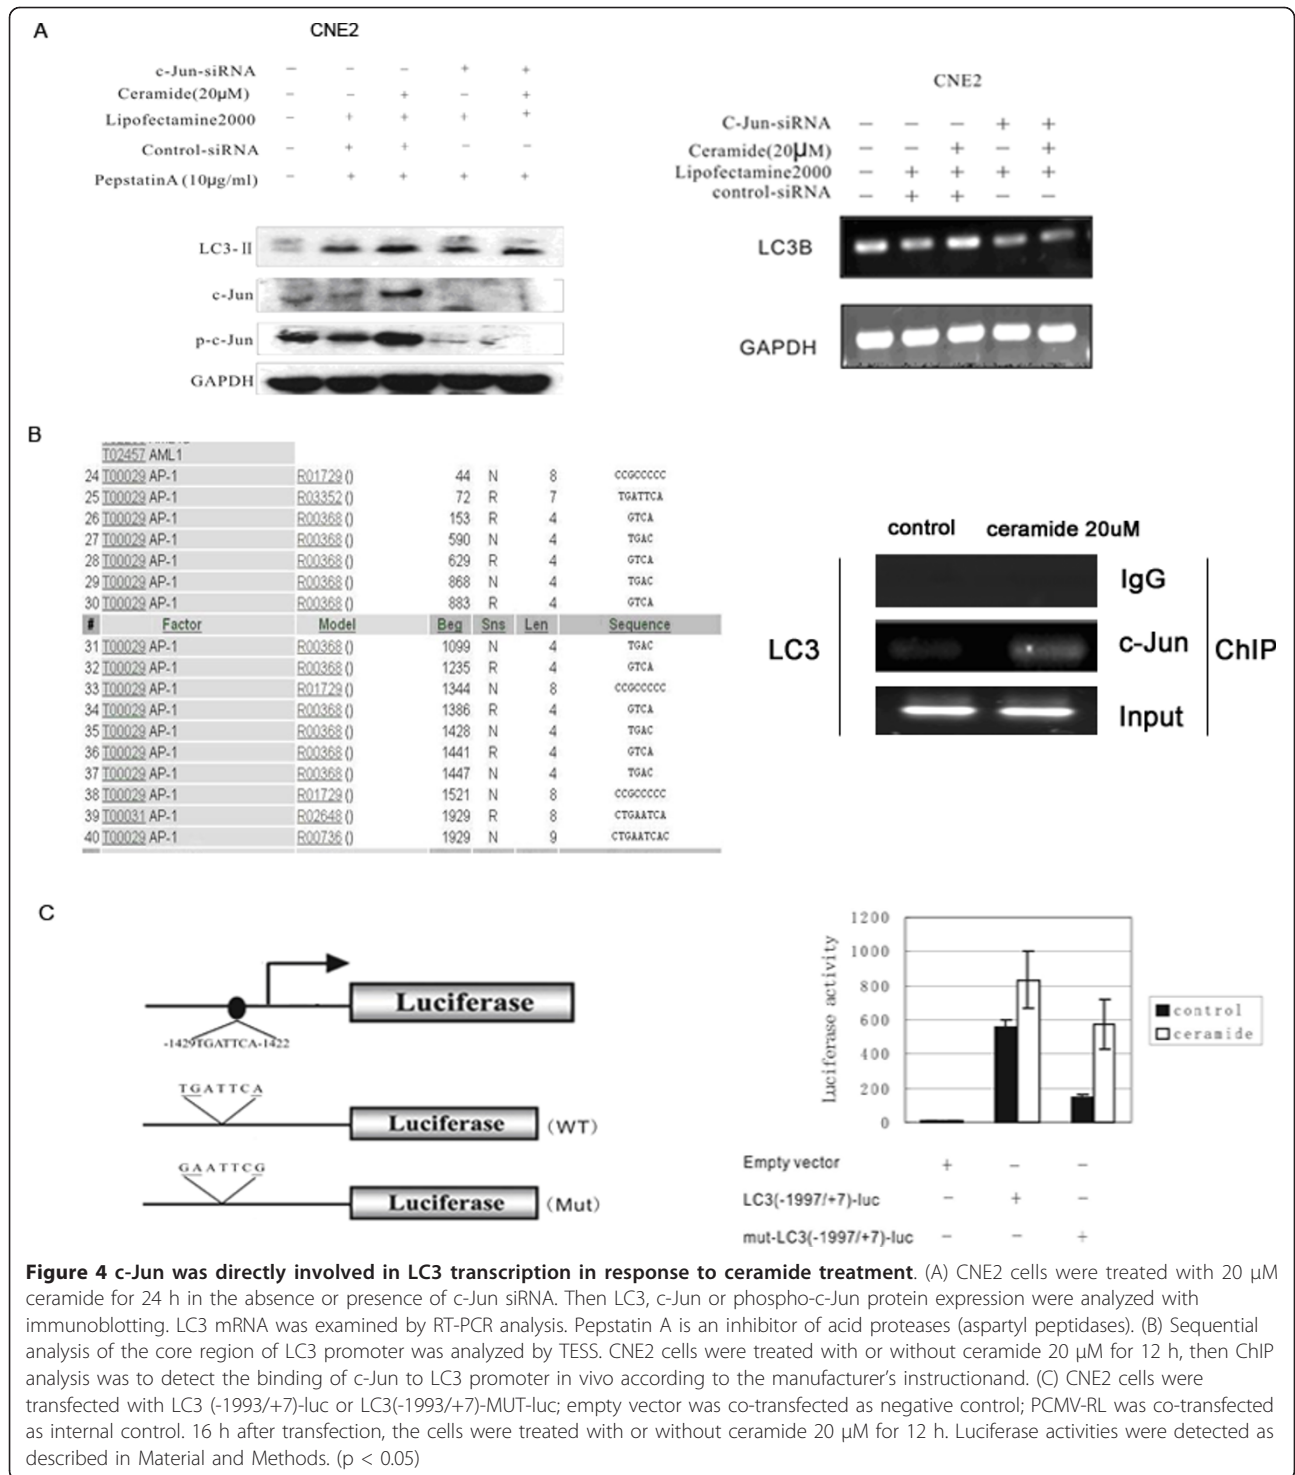 A
CNE2
c-Jun-siRNA − − − + +
Ceramide(20μM) − − + − +
Lipofectamine2000 − + + + +
Control-siRNA − + + − −
PepstatinA (10μg/ml) − + + + +
LC3-II
c-Jun
p-c-Jun
GAPDH
CNE2
C-Jun-siRNA − − − + +
Ceramide(20μM) − − + − +
Lipofectamine2000 − + + + +
control-siRNA − + + − −
LC3B
GAPDH
B
T02457 AML1
24 T00029 AP-1 R01729 () 44 N 8 CCGCCCCC
25 T00029 AP-1 R03352 () 72 R 7 TGATTCA
26 T00029 AP-1 R00368 () 153 R 4 GTCA
27 T00029 AP-1 R00368 () 590 N 4 TGAC
28 T00029 AP-1 R00368 () 629 R 4 GTCA
29 T00029 AP-1 R00368 () 868 N 4 TGAC
30 T00029 AP-1 R00368 () 883 R 4 GTCA
# Factor Model Beg Sns Len Sequence
31 T00029 AP-1 R00368 () 1099 N 4 TGAC
32 T00029 AP-1 R00368 () 1235 R 4 GTCA
33 T00029 AP-1 R01729 () 1344 N 8 CCGCCCCC
34 T00029 AP-1 R00368 () 1386 R 4 GTCA
35 T00029 AP-1 R00368 () 1428 N 4 TGAC
36 T00029 AP-1 R00368 () 1441 R 4 GTCA
37 T00029 AP-1 R00368 () 1447 N 4 TGAC
38 T00029 AP-1 R01729 () 1521 N 8 CCGCCCCC
39 T00031 AP-1 R02648 () 1929 R 8 CTGAATCA
40 T00029 AP-1 R00736 () 1929 N 9 CTGAATCAC
control ceramide 20uM
IgG
LC3 c-Jun ChIP
Input
C
Luciferase
-1429TGATTCA-1422
TGATTCA
Luciferase (WT)
GAATTCG
Luciferase (Mut)
Luciferase activity
1200
1000
800
600
400
200
0
control
ceramide
Empty vector + − −
LC3(-1997/+7)-luc − + −
mut-LC3(-1997/+7)-luc − − +
Figure 4 c-Jun was directly involved in LC3 transcription in response to ceramide treatment. (A) CNE2 cells were treated with 20 μM
ceramide for 24 h in the absence or presence of c-Jun siRNA. Then LC3, c-Jun or phospho-c-Jun protein expression were analyzed with
immunoblotting. LC3 mRNA was examined by RT-PCR analysis. Pepstatin A is an inhibitor of acid proteases (aspartyl peptidases). (B) Sequential
analysis of the core region of LC3 promoter was analyzed by TESS. CNE2 cells were treated with or without ceramide 20 μM for 12 h, then ChIP
analysis was to detect the binding of c-Jun to LC3 promoter in vivo according to the manufacturer's instructionand. (C) CNE2 cells were
transfected with LC3 (-1993/+7)-luc or LC3(-1993/+7)-MUT-luc; empty vector was co-transfected as negative control; PCMV-RL was co-transfected
as internal control. 16 h after transfection, the cells were treated with or without ceramide 20 μM for 12 h. Luciferase activities were detected as
described in Material and Methods. (p < 0.05)